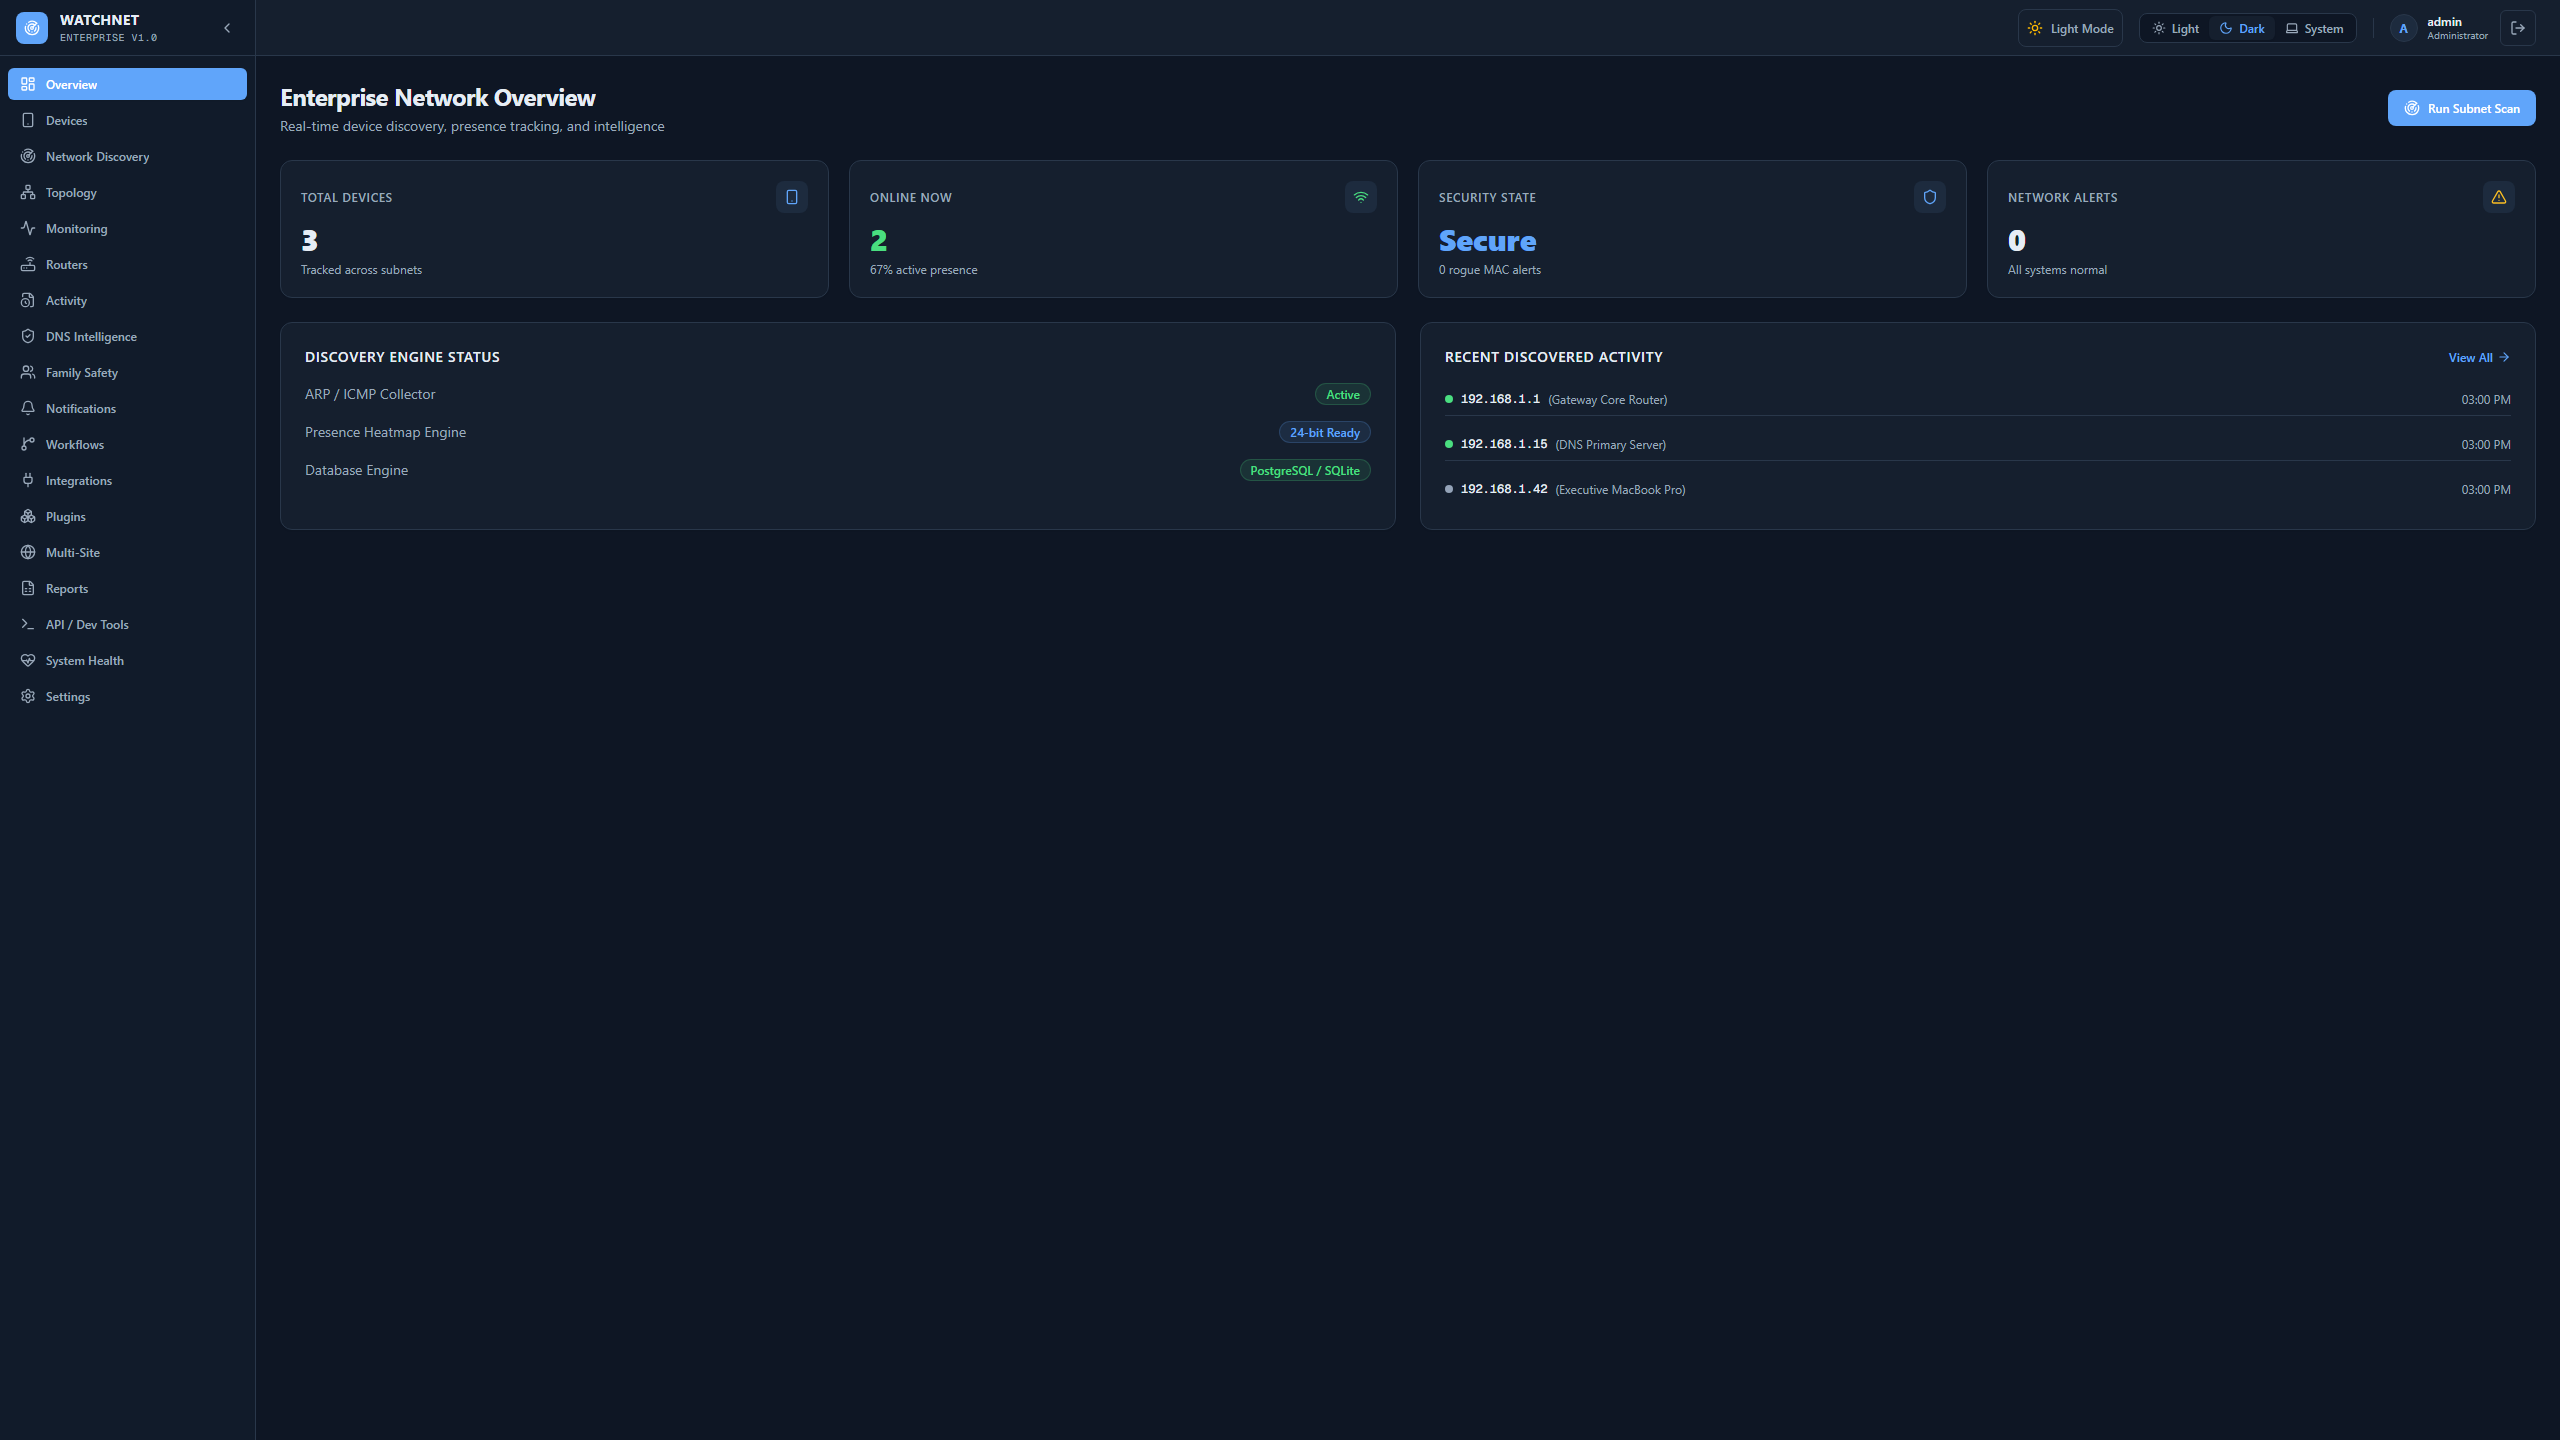 WATCHNET
ENTERPRISE V1.0
Light Mode
Light
Dark
System
A
admin
Administrator
Overview
Devices
Network Discovery
Topology
Monitoring
Routers
Activity
DNS Intelligence
Family Safety
Notifications
Workflows
Integrations
Plugins
Multi-Site
Reports
API / Dev Tools
System Health
Settings
Enterprise Network Overview
Real-time device discovery, presence tracking, and intelligence
Run Subnet Scan
TOTAL DEVICES
3
Tracked across subnets
ONLINE NOW
2
67% active presence
SECURITY STATE
Secure
0 rogue MAC alerts
NETWORK ALERTS
0
All systems normal
DISCOVERY ENGINE STATUS
ARP / ICMP Collector Active
Presence Heatmap Engine 24-bit Ready
Database Engine PostgreSQL / SQLite
RECENT DISCOVERED ACTIVITY View All
192.168.1.1 (Gateway Core Router) 03:00 PM
192.168.1.15 (DNS Primary Server) 03:00 PM
192.168.1.42 (Executive MacBook Pro) 03:00 PM